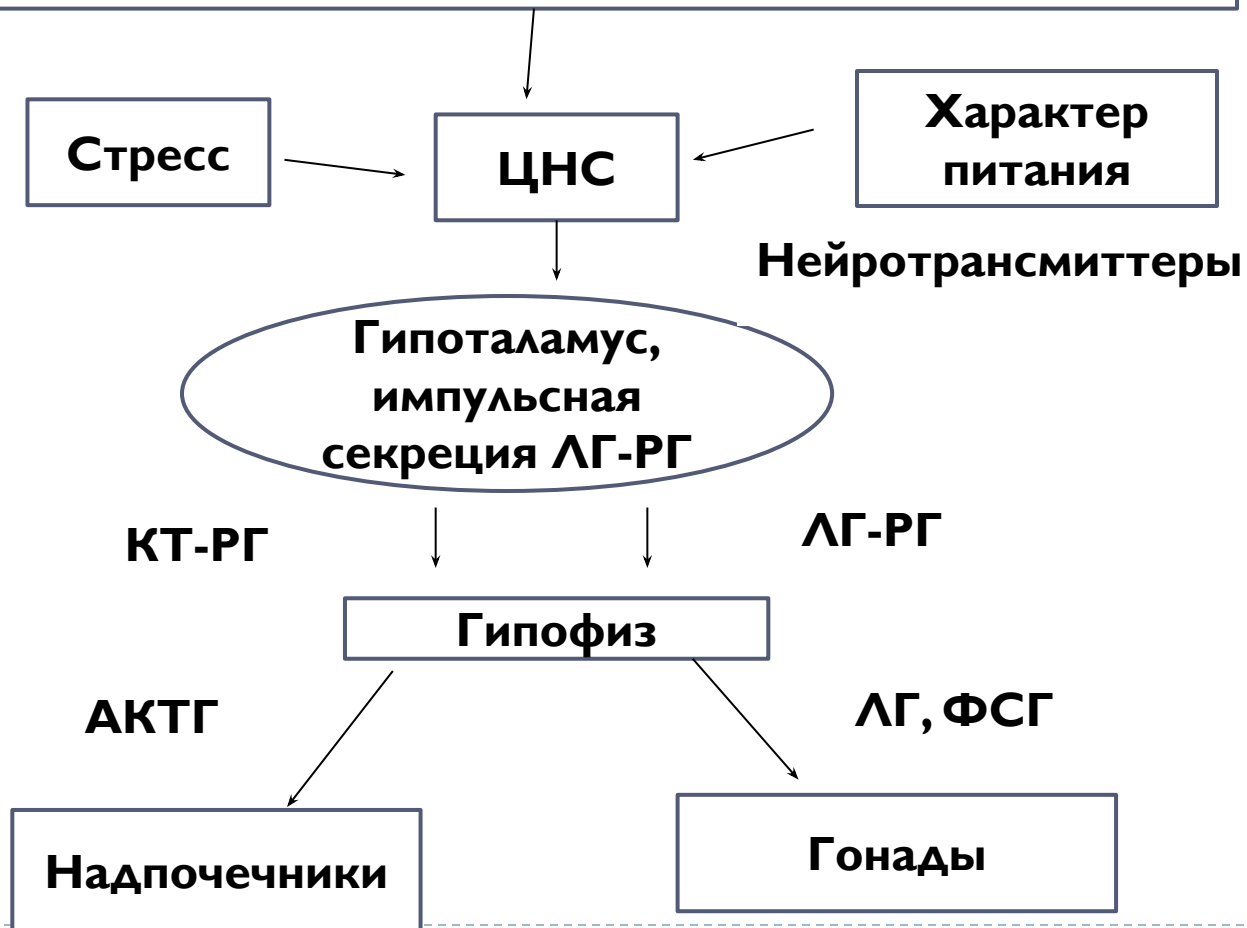 Стресс
ЦНС
Характер
питания
Нейротрансмиттеры
Гипоталамус,
импульсная
секреция ЛГ-РГ
КТ-РГ
ЛГ-РГ
Гипофиз
АКТГ
ЛГ, ФСГ
Надпочечники
Гонады